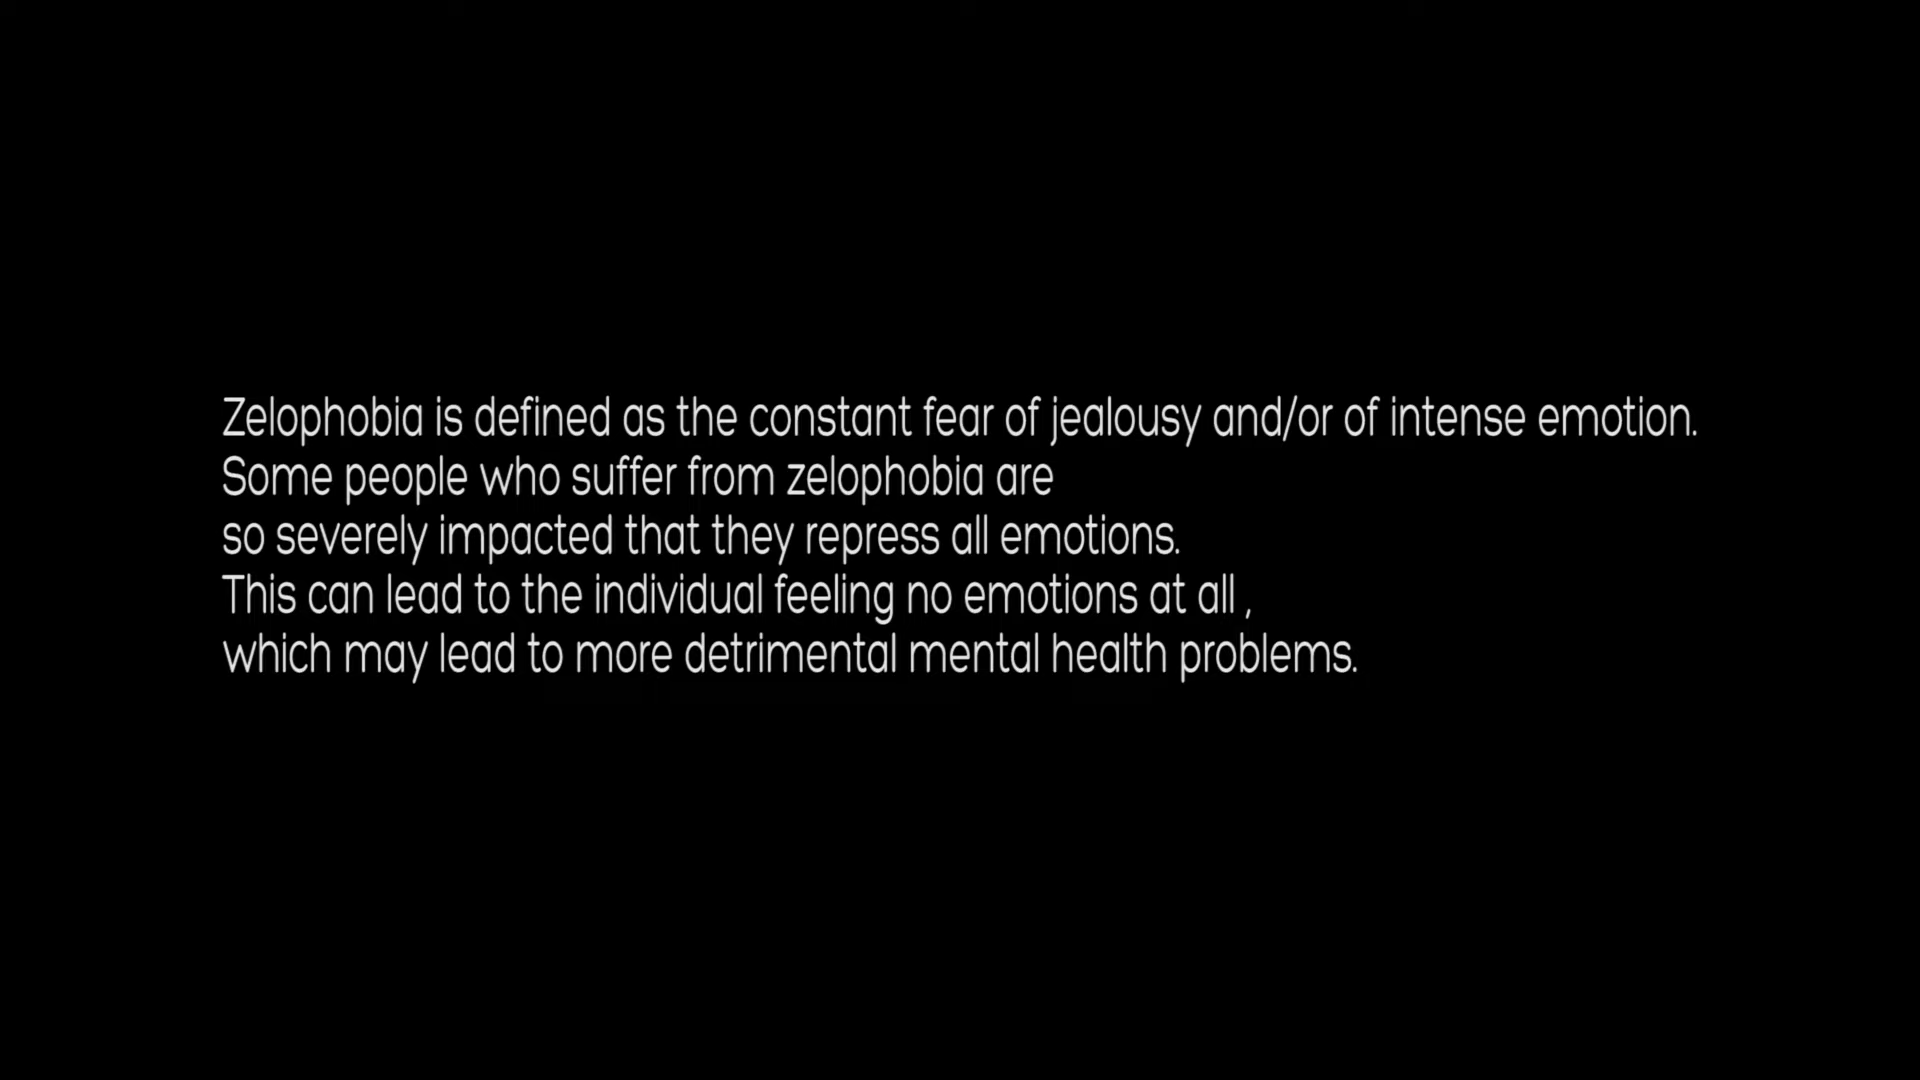 Zelophobia is defined as the constant fear of jealousy and/or of intense emotion.
Some people who suffer from zelophobia are
so severely impacted that they repress all emotions.
This can lead to the individual feeling no emotions at all ,
which may lead to more detrimental mental health problems.